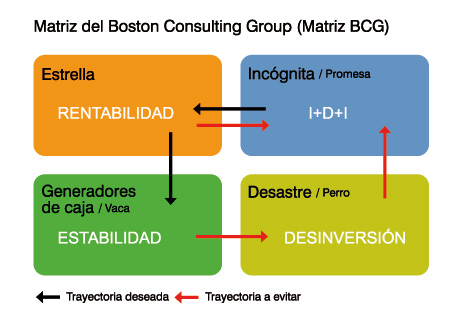 Matriz del Boston Consulting Group (Matriz BCG)
Estrella
RENTABILIDAD
Incógnita / Promesa
I+D+I
Generadores
de caja / Vaca
ESTABILIDAD
Desastre / Perro
DESINVERSIÓN
Trayectoria deseada
Trayectoria a evitar